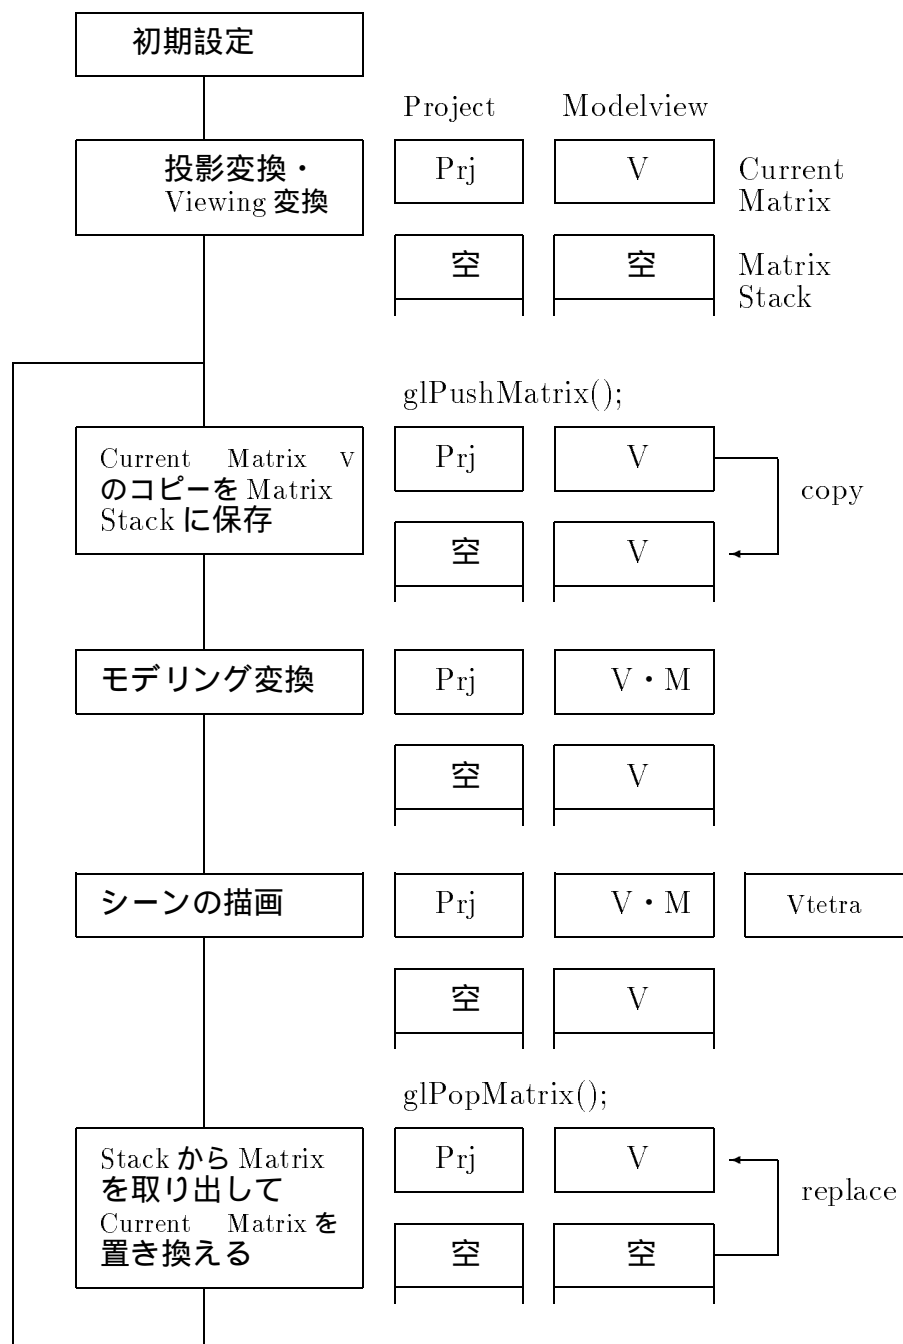 初期設定
Project Modelview
投影変換・
Viewing 変換
Prj V Current
Matrix
空 空 Matrix
Stack
glPushMatrix();
Current Matrix V
のコピーを Matrix
Stack に保存
Prj V
copy
空 V
モデリング変換 Prj V・M
空 V
シーンの描画 Prj V・M Vtetra
空 V
glPopMatrix();
Stack から Matrix
を取り出して
Current Matrix を
置き換える
Prj V
replace
空 空